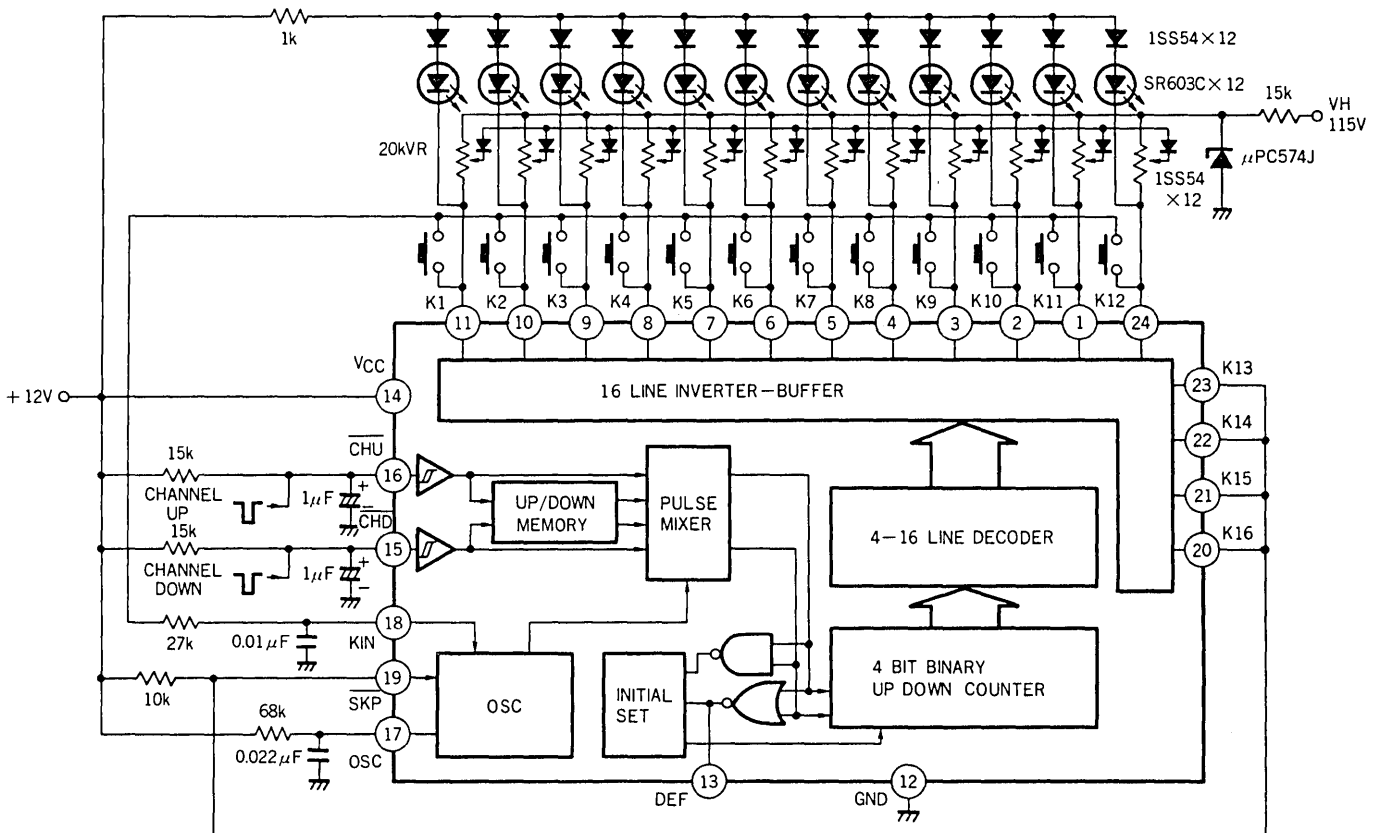 1k
1SS54×12
SR603C×12
15k
VH
115V
20kVR
1SS54
×12
μPC574J
K1 K2 K3 K4 K5 K6 K7 K8 K9 K10 K11 K12
11 10 9 8 7 6 5 4 3 2 1 24
VCC
+12V
14
16 LINE INVERTER-BUFFER
23 K13
22 K14
21 K15
20 K16
15k
CHU
16
CHANNEL
UP
1μF
+
-
CHD
15k
15
CHANNEL
DOWN
1μF
+
-
UP/DOWN
MEMORY
PULSE
MIXER
4-16 LINE DECODER
27k
0.01μF
18
KIN
10k
19
SKP
68k
0.022μF
17
OSC
OSC
INITIAL
SET
4 BIT BINARY
UP DOWN COUNTER
DEF
13
GND
12